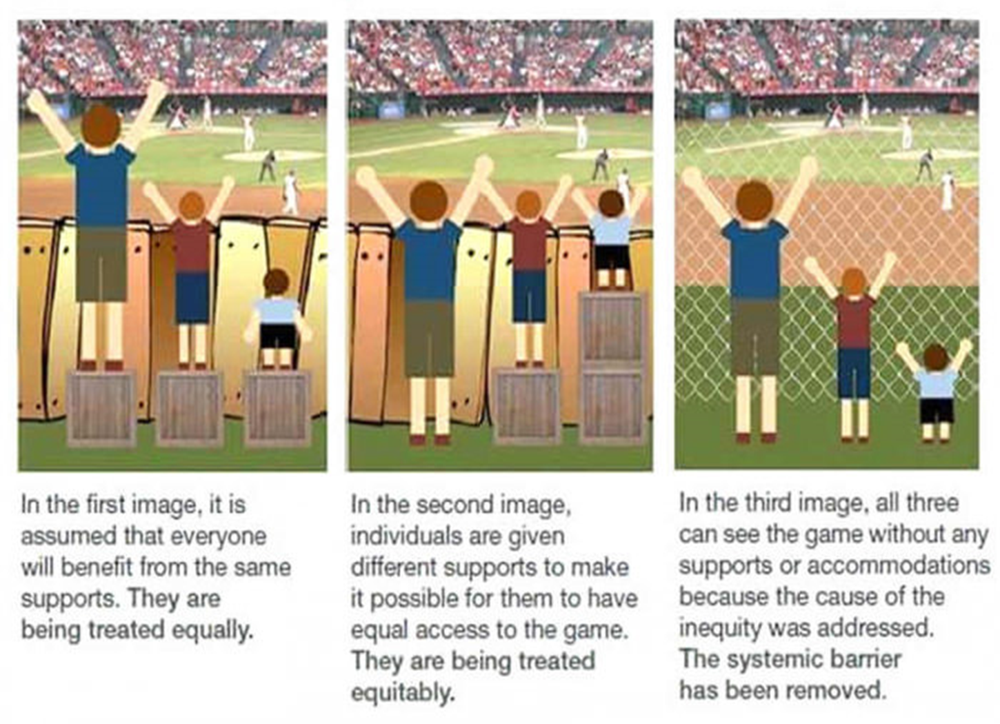 In the first image, it is
assumed that everyone
will benefit from the same
supports. They are
being treated equally.
In the second image,
individuals are given
different supports to make
it possible for them to have
equal access to the game.
They are being treated
equitably.
In the third image, all three
can see the game without any
supports or accommodations
because the cause of the
inequity was addressed.
The systemic barrier
has been removed.